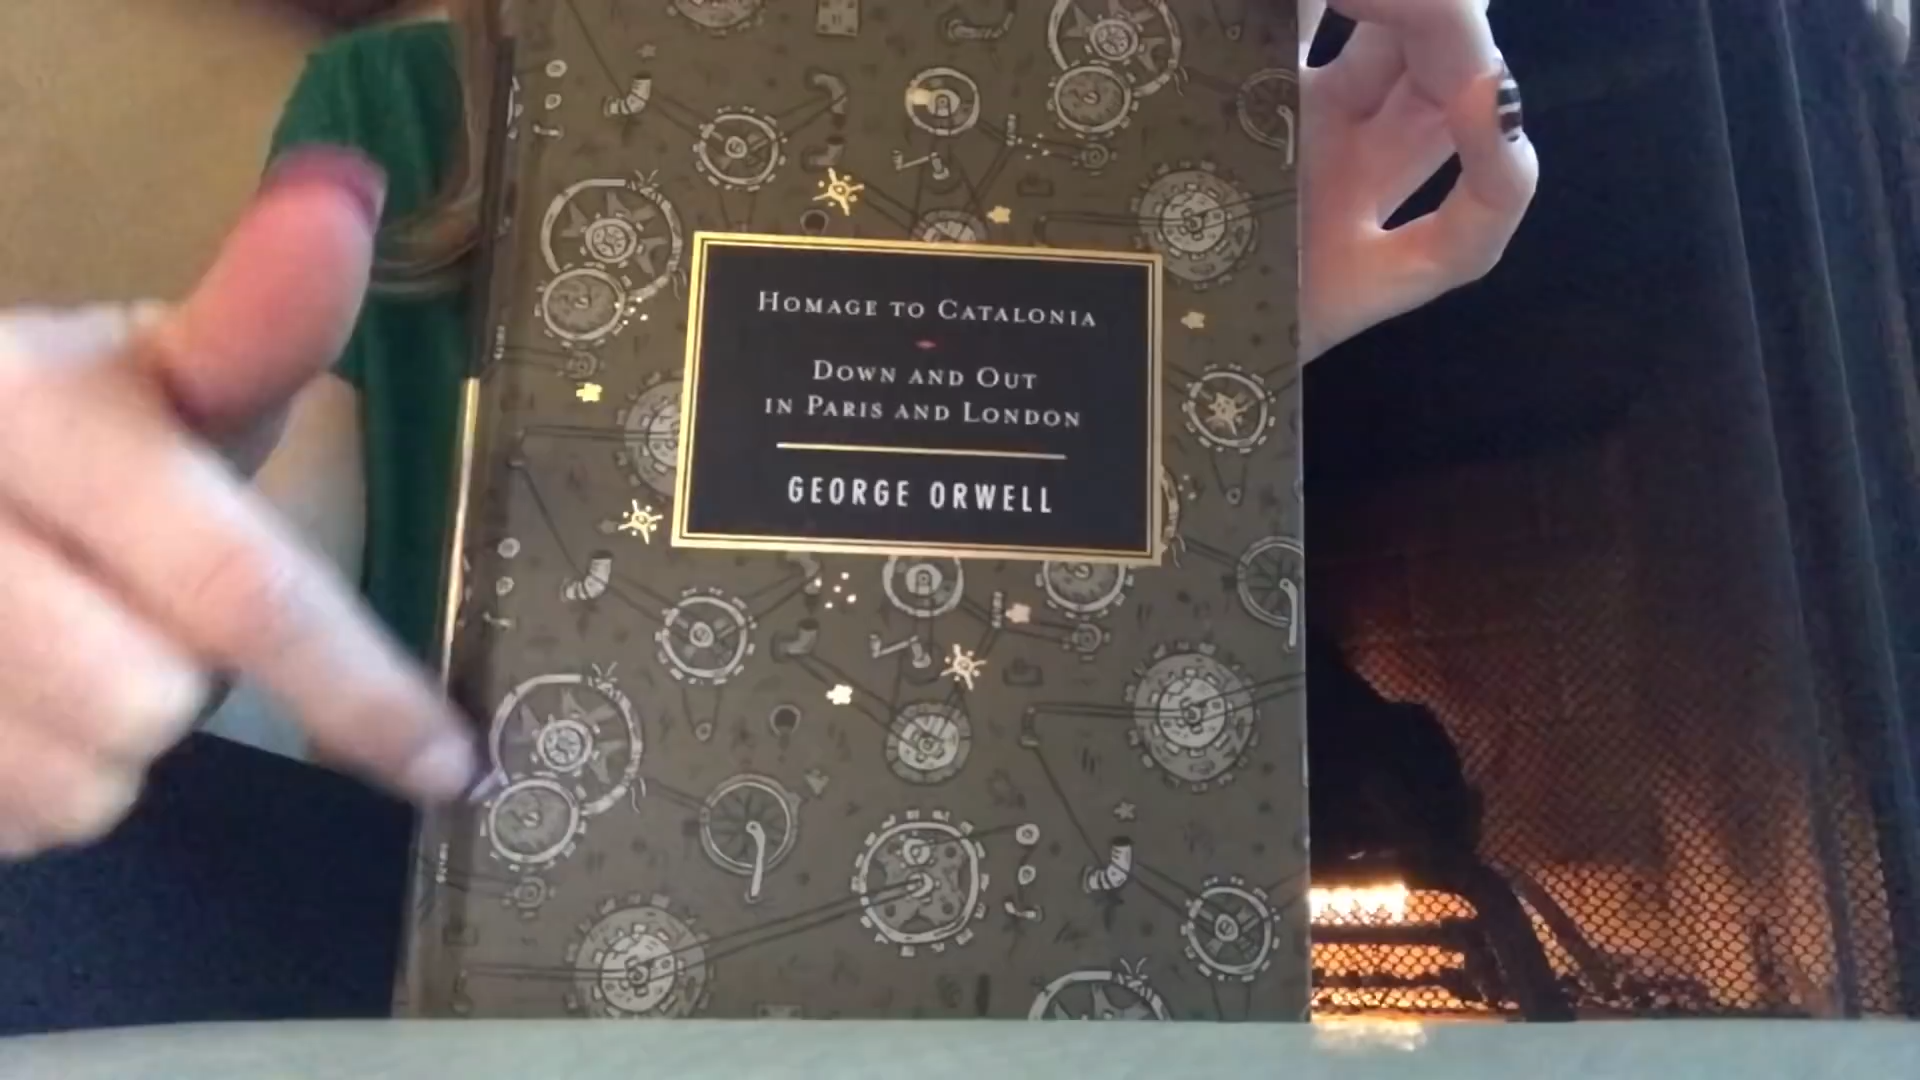 HOMAGE TO CATALONIA
DOWN AND OUT
IN PARIS AND LONDON
GEORGE ORWELL